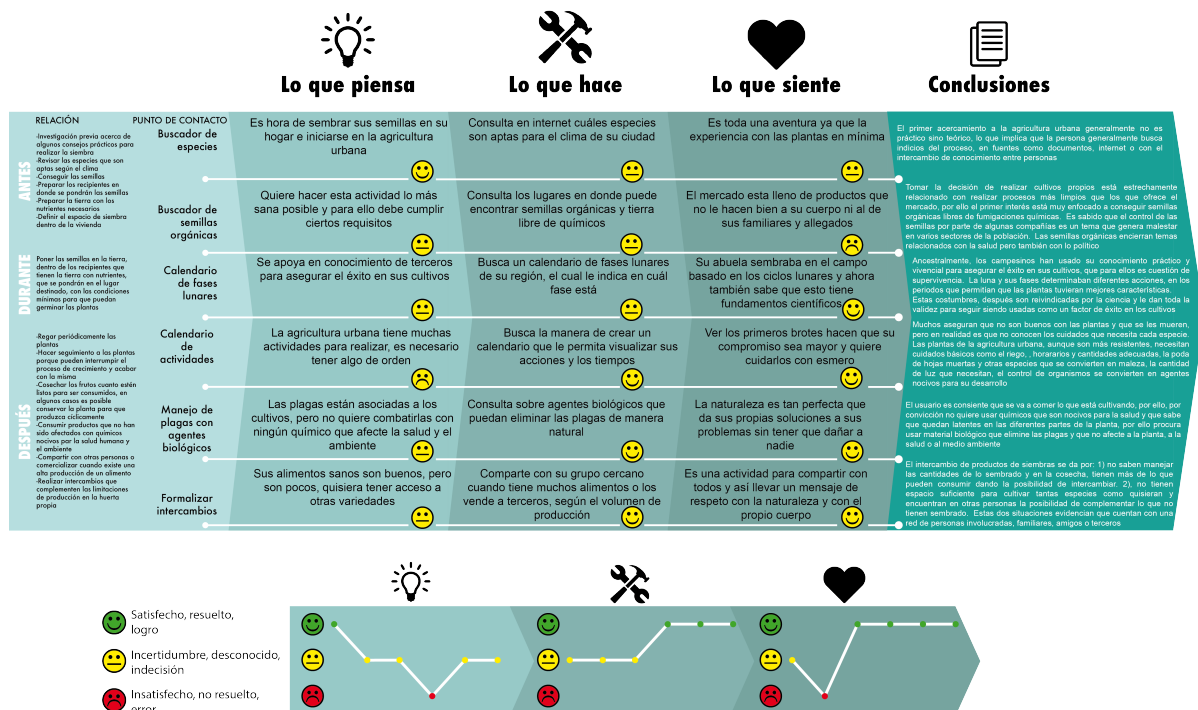 Lo que piensa
Lo que hace
Lo que siente
Conclusiones
RELACIÓN
PUNTO DE CONTACTO
ANTES
-Investigación previa acerca de
algunos consejos prácticos para
realizar la siembra
-Revisar las especies que son
aptas según el clima
-Conseguir las semillas
-Preparar los recipientes en
donde se pondrán las semillas
-Preparar la tierra con los
nutrientes necesarios
-Definir el espacio de siembra
dentro de la vivienda
Buscador de
especies
Es hora de sembrar sus semillas en su
hogar e iniciarse en la agricultura
urbana
Consulta en internet cuáles especies
son aptas para el clima de su ciudad
Es toda una aventura ya que la
experiencia con las plantas en mínima
El primer acercamiento a la agricultura urbana generalmente no es
práctico sino teórico, lo que implica que la persona generalmente busca
indicios del proceso, en fuentes como documentos, internet o con el
intercambio de conocimiento entre personas
Buscador de
semillas
orgánicas
Quiere hacer esta actividad lo más
sana posible y para ello debe cumplir
ciertos requisitos
Consulta los lugares en donde puede
encontrar semillas orgánicas y tierra
libre de químicos
El mercado esta lleno de productos que
no le hacen bien a su cuerpo ni al de
sus familiares y allegados
Tomar la decisión de realizar cultivos propios está estrechamente
relacionado con realizar procesos más limpios que los que ofrece el
mercado, por ello el primer interés está muy enfocado a conseguir semillas
orgánicas libres de fumigaciones químicas. Es sabido que el control de las
semillas por parte de algunas compañías es un tema que genera malestar
en varios sectores de la población. Las semillas orgánicas encierran temas
relacionados con la salud pero también con lo político
DURANTE
Poner las semillas en la tierra,
dentro de los recipientes que
tienen la tierra con nutrientes,
que se pondrán en el lugar
destinado, con las condiciones
mínimas para que puedan
germinar las plantas
Calendario
de fases
lunares
Se apoya en conocimiento de terceros
para asegurar el éxito en sus cultivos
Busca un calendario de fases lunares
de su región, el cual le indica en cuál
fase está
Su abuela sembraba en el campo
basado en los ciclos lunares y ahora
también sabe que esto tiene
fundamentos científicos
Ancestralmente, los campesinos han usado su conocimiento práctico y
vivencial para asegurar el éxito en sus cultivos, que para ellos es cuestión de
supervivencia. La luna y sus fases determinaban diferentes acciones, en los
periodos que permitían que las plantas tuvieran mejores características.
Estas costumbres, después son reivindicadas por la ciencia y le dan toda la
validez para seguir siendo usadas como un factor de éxito en los cultivos
DESPUÉS
-Regar periódicamente las
plantas
-Hacer seguimiento a las plantas
porque pueden interrumpir el
proceso de crecimiento y acabar
con la misma
-Cosechar los frutos cuanto estén
listos para ser consumidos, en
algunos casos a posible
conservar la planta para que
produzca cíclicamente
-Consumir productos que no han
sido afectados con químicos
nocivos por la salud humana y
el ambiente
-Compartir con otras personas o
comercializar cuando existe una
alta producción de un alimento
-Realizar intercambios que
complementen las limitaciones
de producción en la huerta
propia
Calendario
de
actividades
La agricultura urbana tiene muchas
actividades para realizar, es necesario
tener algo de orden
Busca la manera de crear un
calendario que le permita visualizar sus
acciones y los tiempos
Ver los primeros brotes hacen que su
compromiso sea mayor y quiere
cuidarlos con esmero
Muchos aseguran que no son buenos con las plantas y que se les mueren,
pero en realidad es que no conocen los cuidados que necesita cada especie.
Las plantas de la agricultura urbana, aunque son más resistentes, necesitan
cuidados básicos como el riego, , horararios y cantidades adecuadas, la poda
de hojas muertas y otras especies que se convierten en maleza, la cantidad
de luz que necesitan, el control de organismos se convierten en agentes
nocivos para su desarrollo
Manejo de
plagas con
agentes
biológicos
Las plagas están asociadas a los
cultivos, pero no quiere combatirlas con
ningún químico que afecte la salud y el
ambiente
Consulta sobre agentes biológicos que
puedan eliminar las plagas de manera
natural
La naturaleza es tan perfecta que
da sus propias soluciones a sus
problemas sin tener que dañar a
nadie
El usuario es consiente que se va a comer lo que está cultivando, por ello, por
convicción no quiere usar químicos que son nocivos para la salud y que sabe
que quedan latentes en las diferentes partes de la planta, por ello procura
usar material biológico que elimine las plagas y que no afecte a la planta, a la
salud o al medio ambiente
Formalizar
intercambios
Sus alimentos sanos son buenos, pero
son pocos, quisiera tener acceso a
otras variedades
Comparte con su grupo cercano
cuando tiene muchos alimentos o los
vende a terceros, según el volumen de
producción
Es una actividad para compartir con
todos y así llevar un mensaje de
respeto con la naturaleza y con el
propio cuerpo
El intercambio de productos de siembras se da por: 1) no saben manejar
las cantidades de lo sembrado y en la cosecha, tienen más de lo que
pueden consumir dando la posibilidad de intercambiar. 2), no tienen
espacio suficiente para cultivar tantas especies como quisieran y
encuentran en otras personas la posibilidad de complementar lo que no
tienen sembrado. Estas dos situaciones evidencian que cuentan con una
red de personas involucradas, familiares, amigos o terceros
Satisfecho, resuelto,
logro
Incertidumbre, desconocido,
indecisión
Insatisfecho, no resuelto,
error